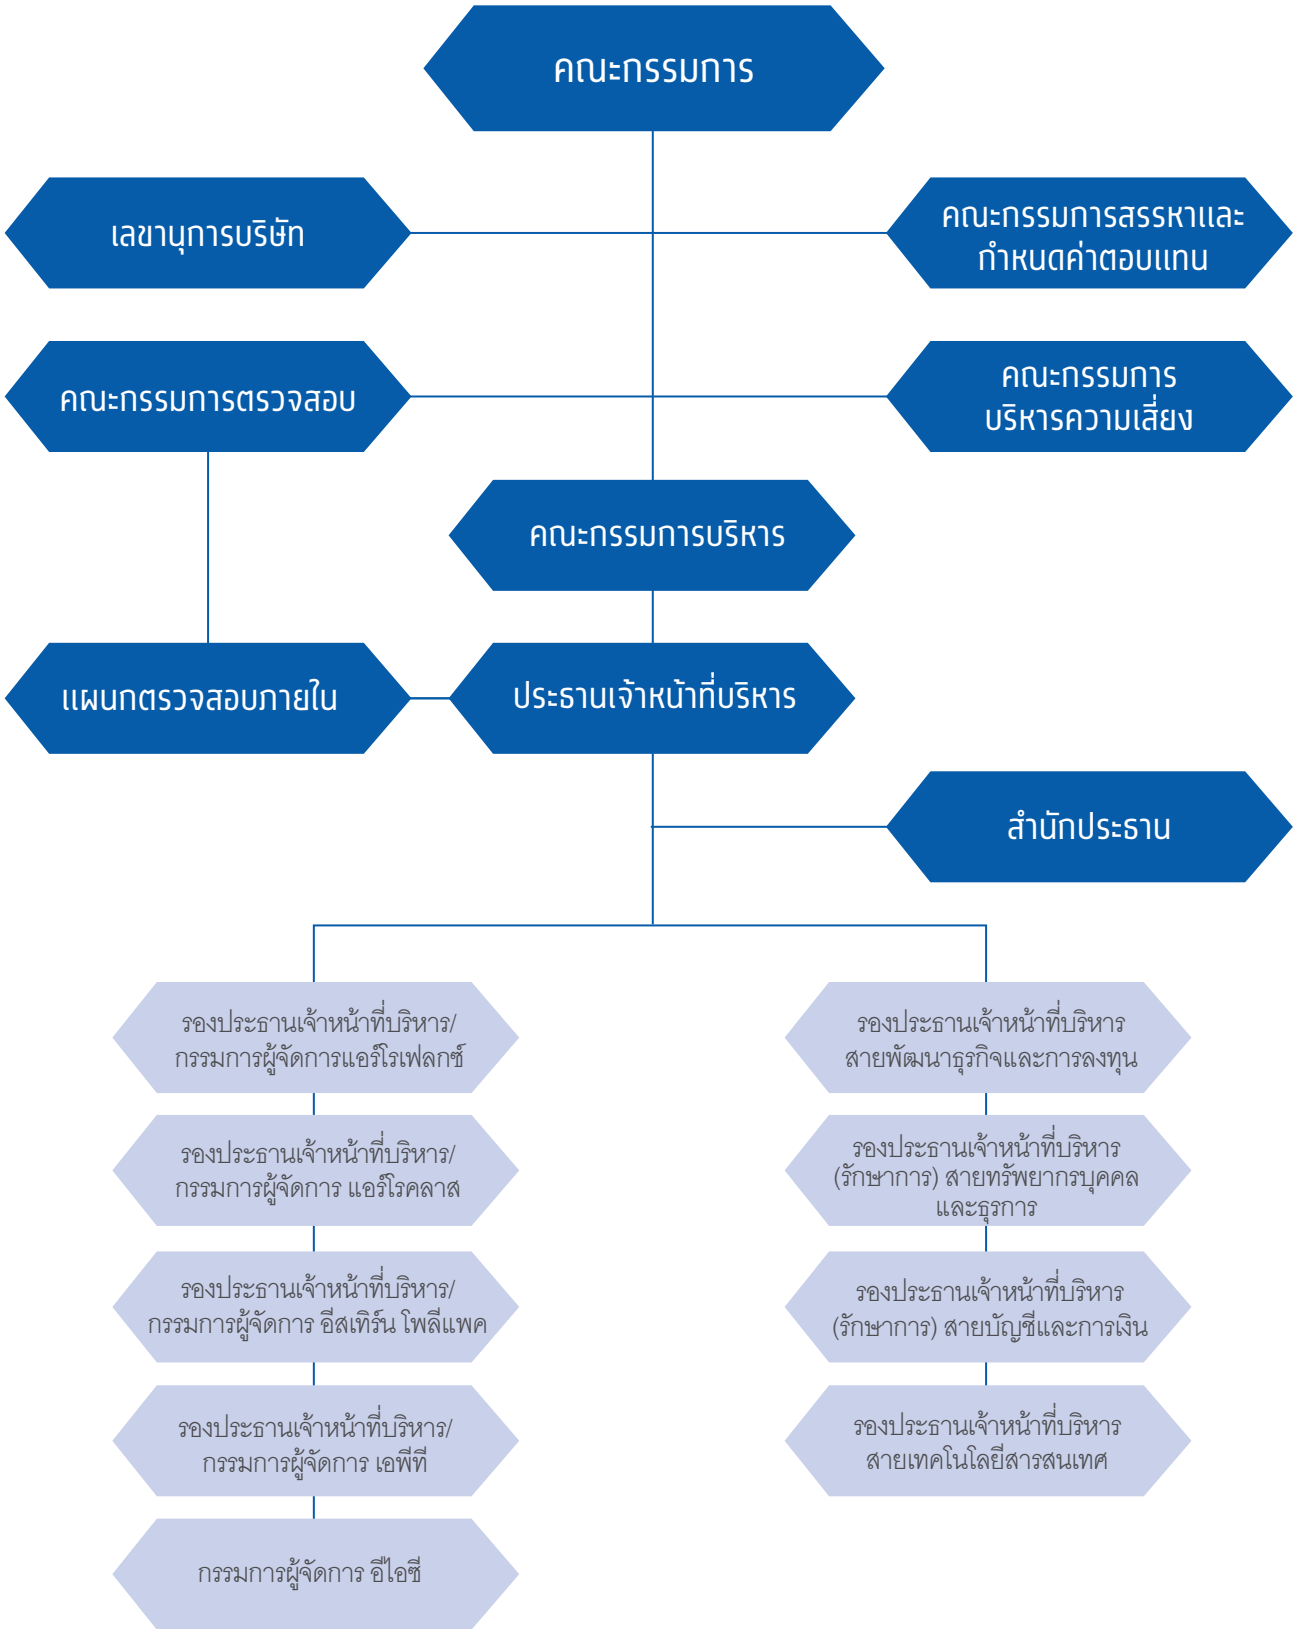 คณะกรรมการ
เลขานุการบริษัท
คณะกรรมการสรรหาและ
กำหนดค่าตอบแทน
คณะกรรมการตรวจสอบ
คณะกรรมการ
บริหารความเสี่ยง
คณะกรรมการบริหาร
แผนกตรวจสอบภายใน
ประธานเจ้าหน้าที่บริหาร
สำนักประธาน
รองประธานเจ้าหน้าที่บริหาร/
กรรมการผู้จัดการแอร์โรเฟลกซ์
รองประธานเจ้าหน้าที่บริหาร/
กรรมการผู้จัดการ แอร์โรคลาส
รองประธานเจ้าหน้าที่บริหาร/
กรรมการผู้จัดการ อีสเทิร์น โพลีแพค
รองประธานเจ้าหน้าที่บริหาร/
กรรมการผู้จัดการ เอพีที
กรรมการผู้จัดการ อีไอซี
รองประธานเจ้าหน้าที่บริหาร
สายพัฒนาธุรกิจและการลงทุน
รองประธานเจ้าหน้าที่บริหาร
(รักษาการ) สายทรัพยากรบุคคล
และธุรการ
รองประธานเจ้าหน้าที่บริหาร
(รักษาการ) สายบัญชีและการเงิน
รองประธานเจ้าหน้าที่บริหาร
สายเทคโนโลยีสารสนเทศ